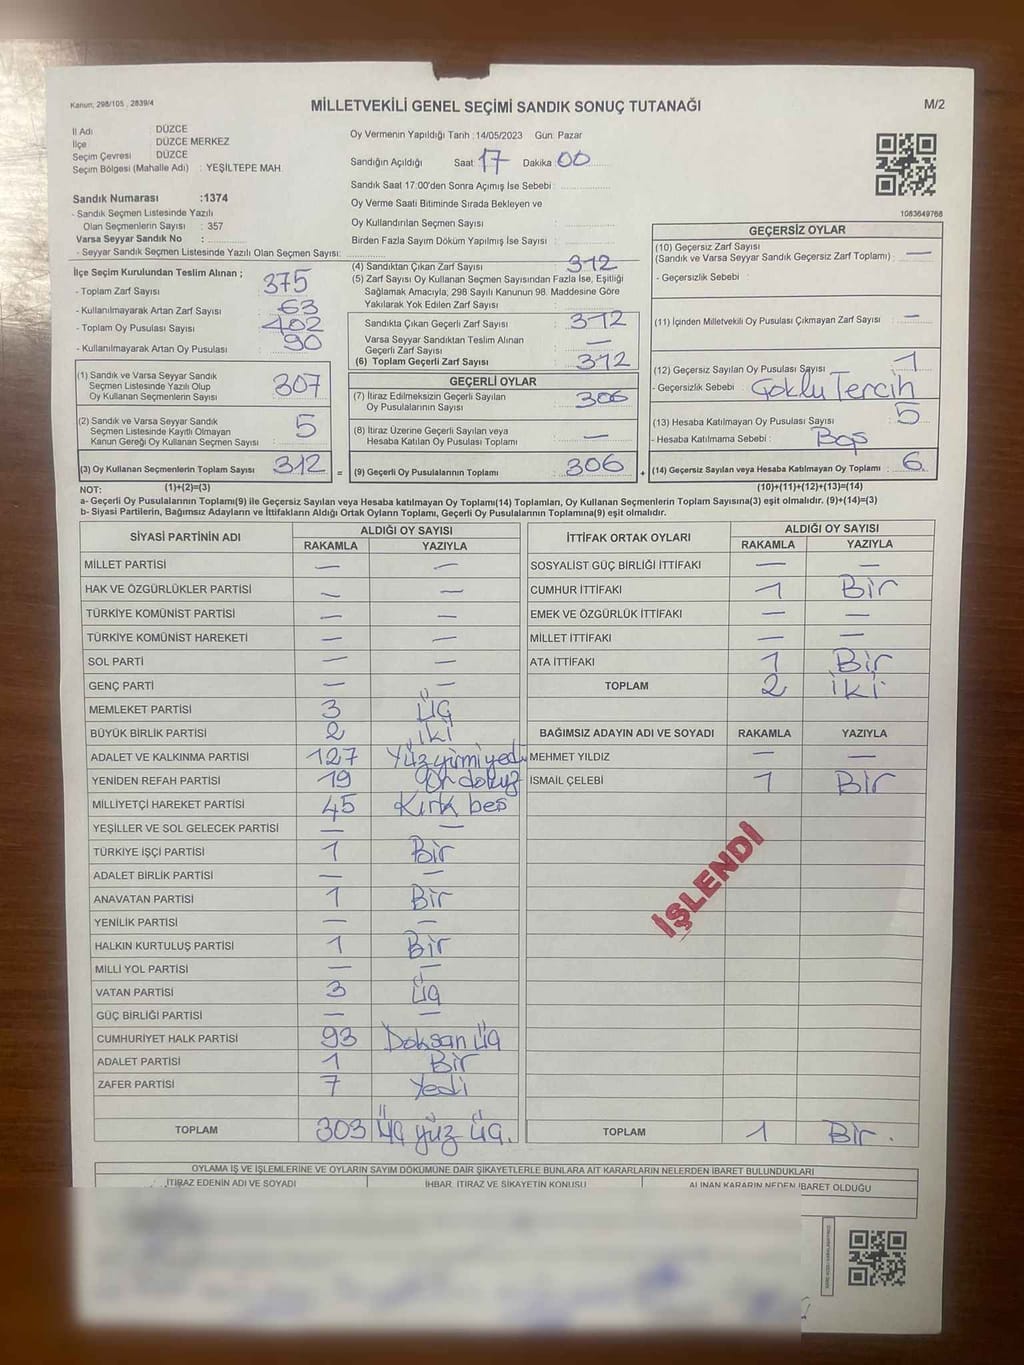 Kanun; 298/105 , 2839/4
MİLLETVEKİLİ GENEL SEÇİMİ SANDIK SONUÇ TUTANAĞI
M/2
İl Adı : DÜZCE
İlçe : DÜZCE MERKEZ
Seçim Çevresi : DÜZCE
Seçim Bölgesi (Mahalle Adı) : YEŞİLTEPE MAH.
Sandık Numarası :1374
- Sandık Seçmen Listesinde Yazılı
Olan Seçmenlerin Sayısı : 357
Varsa Seyyar Sandık No :
- Seyyar Sandık Seçmen Listesinde Yazılı Olan Seçmen Sayısı:
Oy Vermenin Yapıldığı Tarih : 14/05/2023 Gün: Pazar
Sandığın Açıldığı Saat 17 Dakika 00
Sandık Saat 17:00'den Sonra Açılmış İse Sebebi :
Oy Verme Saati Bitiminde Sırada Bekleyen ve
Oy Kullandırılan Seçmen Sayısı :
Birden Fazla Sayım Döküm Yapılmış İse Sayısı :
1083649768
İlçe Seçim Kurulundan Teslim Alınan ;
- Toplam Zarf Sayısı : 375
- Kullanılmayarak Artan Zarf Sayısı : 63
- Toplam Oy Pusulası Sayısı : 402
- Kullanılmayarak Artan Oy Pusulası : 90
(1) Sandık ve Varsa Seyyar Sandık
Seçmen Listesinde Yazılı Olup
Oy Kullanan Seçmenlerin Sayısı : 307
(2) Sandık ve Varsa Seyyar Sandık
Seçmen Listesinde Kayıtlı Olmayan
Kanun Gereği Oy Kullanan Seçmen Sayısı : 5
(3) Oy Kullanan Seçmenlerin Toplam Sayısı : 312
(4) Sandıktan Çıkan Zarf Sayısı : 312
(5) Zarf Sayısı Oy Kullanan Seçmen Sayısından Fazla İse, Eşitliği
Sağlamak Amacıyla, 298 Sayılı Kanunun 98. Maddesine Göre
Yakılarak Yok Edilen Zarf Sayısı :
Sandıkta Çıkan Geçerli Zarf Sayısı : 312
Varsa Seyyar Sandıktan Teslim Alınan
Geçerli Zarf Sayısı : —
(6) Toplam Geçerli Zarf Sayısı : 312
GEÇERLİ OYLAR
(7) İtiraz Edilmeksizin Geçerli Sayılan
Oy Pusulalarının Sayısı : 306
(8) İtiraz Üzerine Geçerli Sayılan veya
Hesaba Katılan Oy Pusulası Toplamı : —
= (9) Geçerli Oy Pusulalarının Toplamı : 306
GEÇERSİZ OYLAR
(10) Geçersiz Zarf Sayısı
(Sandık ve Varsa Seyyar Sandık Geçersiz Zarf Toplamı) : —
- Geçersizlik Sebebi :
(11) İçinden Milletvekili Oy Pusulası Çıkmayan Zarf Sayısı : —
(12) Geçersiz Sayılan Oy Pusulası Sayısı : 1
- Geçersizlik Sebebi : Çoklu Tercih
(13) Hesaba Katılmayan Oy Pusulası Sayısı : 5
- Hesaba Katılmama Sebebi : Boş
+ (14) Geçersiz Sayılan veya Hesaba Katılmayan Oy Toplamı : 6
NOT: (1)+(2)=(3)
(10)+(11)+(12)+(13)=(14)
a- Geçerli Oy Pusulalarının Toplamı(9) ile Geçersiz Sayılan veya Hesaba katılmayan Oy Toplamı(14) Toplamları, Oy Kullanan Seçmenlerin Toplam Sayısına(3) eşit olmalıdır. (9)+(14)=(3)
b- Siyasi Partilerin, Bağımsız Adayların ve İttifakların Aldığı Ortak Oyların Toplamı, Geçerli Oy Pusulalarının Toplamına(9) eşit olmalıdır.
SİYASİ PARTİNİN ADI ALDIĞI OY SAYISI
RAKAMLA YAZIYLA
MİLLET PARTİSİ — —
HAK VE ÖZGÜRLÜKLER PARTİSİ — —
TÜRKİYE KOMÜNİST PARTİSİ — —
TÜRKİYE KOMÜNİST HAREKETİ — —
SOL PARTİ — —
GENÇ PARTİ — —
MEMLEKET PARTİSİ 3 üç
BÜYÜK BİRLİK PARTİSİ 2 iki
ADALET VE KALKINMA PARTİSİ 127 Yüz yirmi yedi
YENİDEN REFAH PARTİSİ 19 On dokuz
MİLLİYETÇİ HAREKET PARTİSİ 45 Kırk beş
YEŞİLLER VE SOL GELECEK PARTİSİ — —
TÜRKİYE İŞÇİ PARTİSİ 1 Bir
ADALET BİRLİK PARTİSİ — —
ANAVATAN PARTİSİ 1 Bir
YENİLİK PARTİSİ — —
HALKIN KURTULUŞ PARTİSİ 1 Bir
MİLLİ YOL PARTİSİ — —
VATAN PARTİSİ 3 üç
GÜÇ BİRLİĞİ PARTİSİ — —
CUMHURİYET HALK PARTİSİ 93 Doksan üç
ADALET PARTİSİ 1 Bir
ZAFER PARTİSİ 7 Yedi
TOPLAM 303 üç yüz üç.
İTTİFAK ORTAK OYLARI ALDIĞI OY SAYISI
RAKAMLA YAZIYLA
SOSYALİST GÜÇ BİRLİĞİ İTTİFAKI — —
CUMHUR İTTİFAKI 1 Bir
EMEK VE ÖZGÜRLÜK İTTİFAKI — —
MİLLET İTTİFAKI — —
ATA İTTİFAKI 1 Bir
TOPLAM 2 iki
BAĞIMSIZ ADAYIN ADI VE SOYADI RAKAMLA YAZIYLA
MEHMET YILDIZ — —
İSMAİL ÇELEBİ 1 Bir
İŞLENDİ
TOPLAM 1 Bir.
OYLAMA İŞ VE İŞLEMLERİNE VE OYLARIN SAYIM DÖKÜMÜNE DAİR ŞİKAYETLERLE BUNLARA AİT KARARLARIN NELERDEN İBARET BULUNDUKLARI
İTİRAZ EDENİN ADI VE SOYADI İHBAR, İTİRAZ VE ŞİKAYETİN KONUSU ALINAN KARARIN NEDEN İBARET OLDUĞU